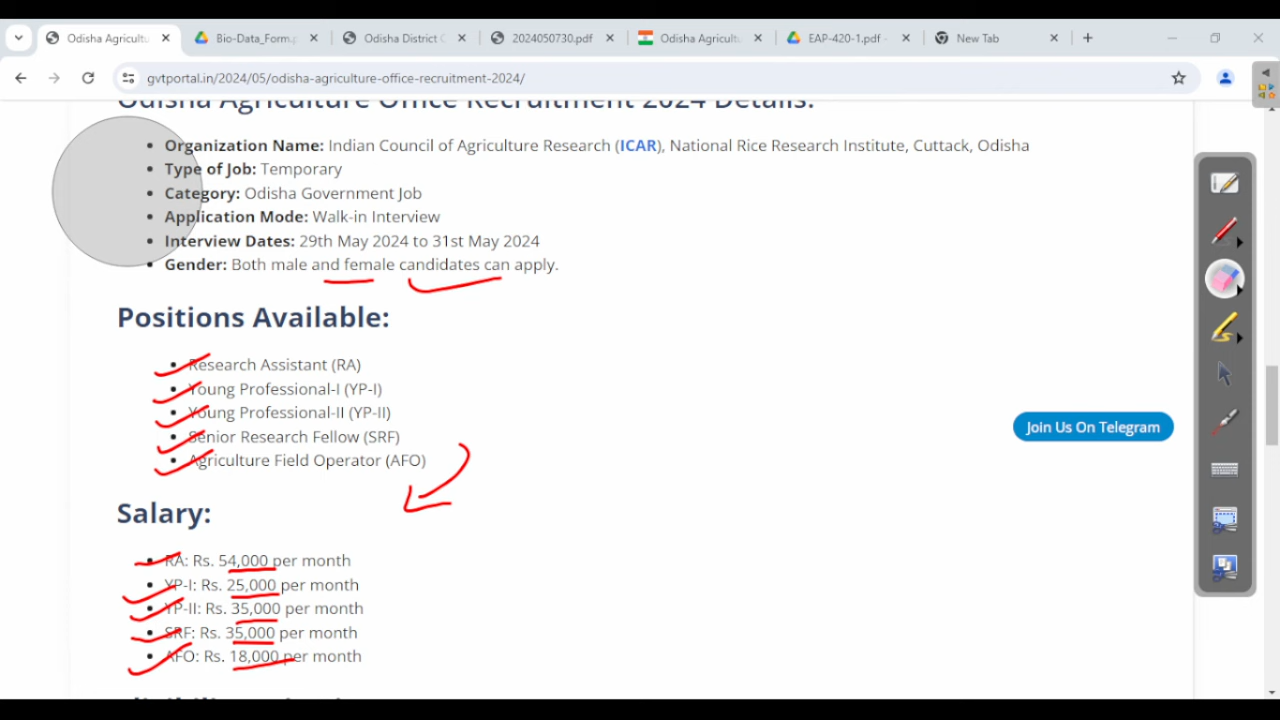 Odisha Agricultu
Bio-Data_Form.p
Odisha District C
2024050730.pdf
Odisha Agricultu
EAP-420-1.pdf -
New Tab
gvtportal.in/2024/05/odisha-agriculture-office-recruitment-2024/
Odisha Agriculture Office Recruitment 2024 Details:
Organization Name: Indian Council of Agriculture Research (ICAR), National Rice Research Institute, Cuttack, Odisha
Type of Job: Temporary
Category: Odisha Government Job
Application Mode: Walk-in Interview
Interview Dates: 29th May 2024 to 31st May 2024
Gender: Both male and female candidates can apply.
Positions Available:
Research Assistant (RA)
Young Professional-I (YP-I)
Young Professional-II (YP-II)
Senior Research Fellow (SRF)
Agriculture Field Operator (AFO)
Join Us On Telegram
Salary:
RA: Rs. 54,000 per month
YP-I: Rs. 25,000 per month
YP-II: Rs. 35,000 per month
SRF: Rs. 35,000 per month
AFO: Rs. 18,000 per month